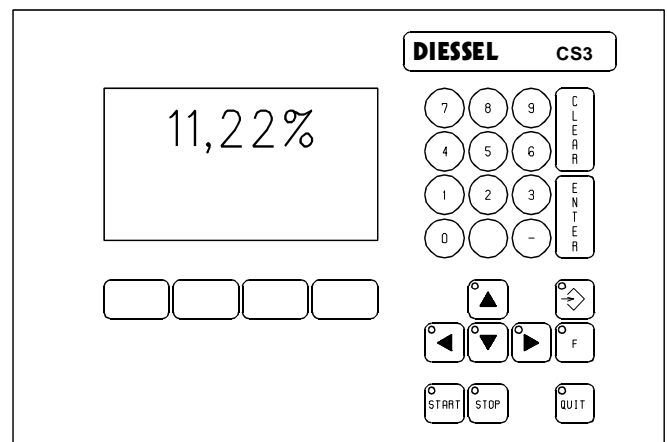 DIESSEL CS3
11,22%
7 8 9
CLEAR
4 5 6
1 2 3
ENTER
0 -
F
START STOP QUIT